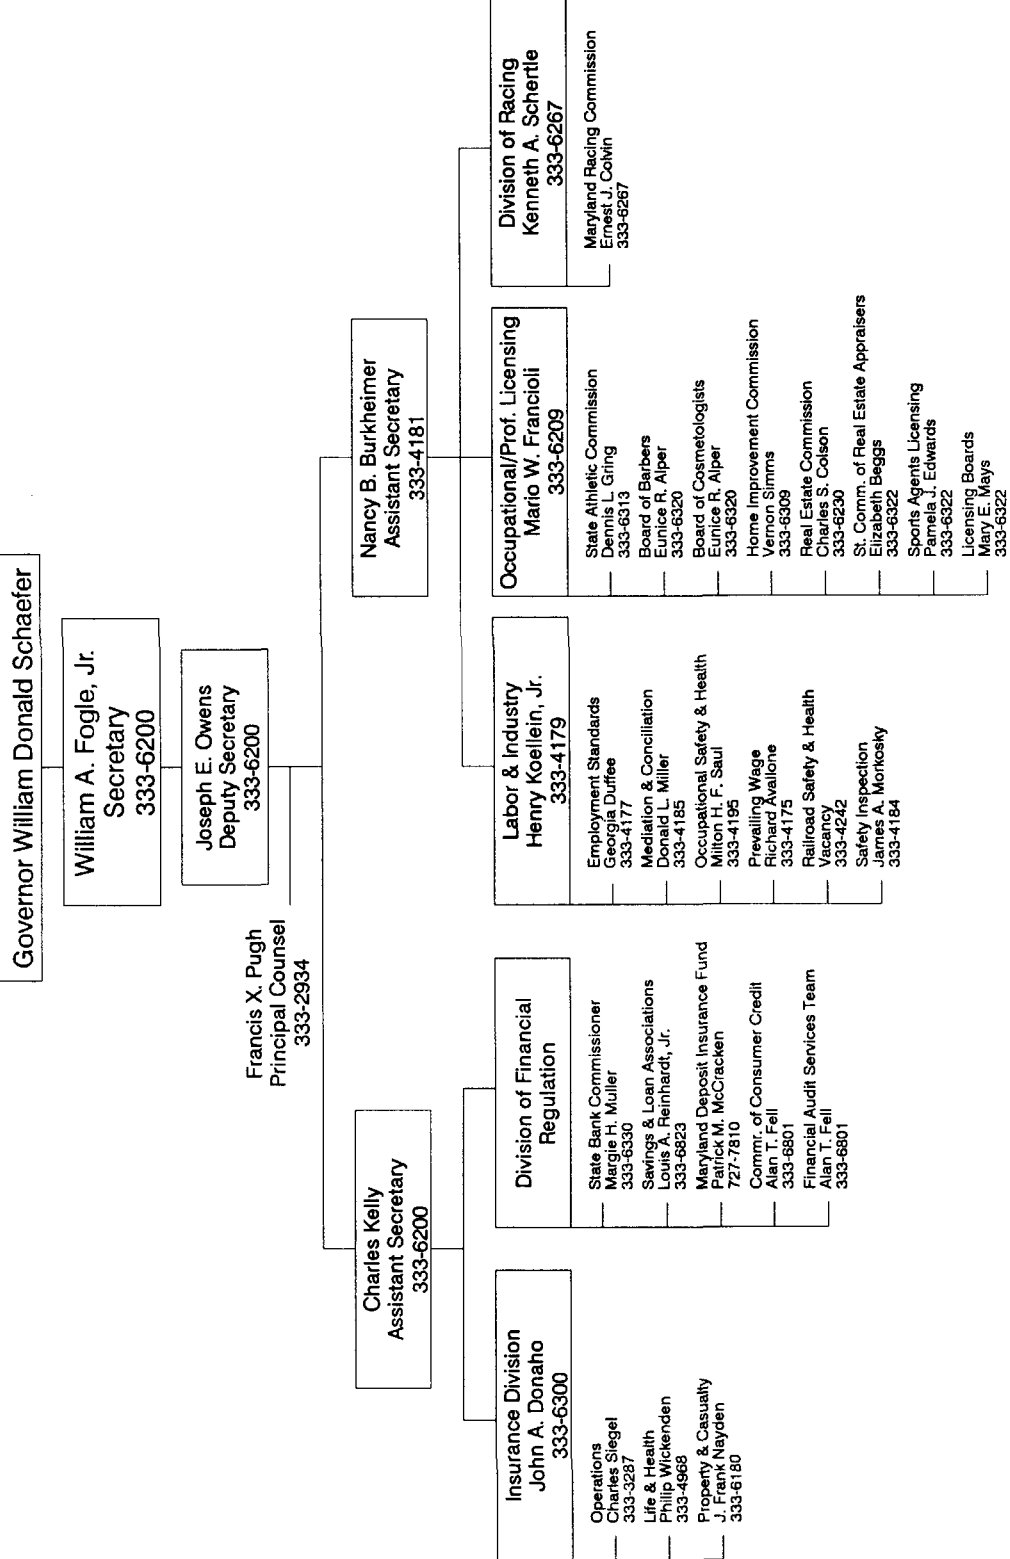 Governor William Donald Schaefer
William A. Fogle, Jr.
Secretary
333-6200
Joseph E. Owens
Deputy Secretary
333-6200
Francis X. Pugh
Principal Counsel
333-2934
Charles Kelly
Assistant Secretary
333-6200
Nancy B. Burkheimer
Assistant Secretary
333-4181
Insurance Division
John A. Donaho
333-6300
Operations
Charles Siegel
333-3287
Life & Health
Philip Wickenden
333-4968
Property & Casualty
J. Frank Nayden
333-6180
Division of Financial
Regulation
State Bank Commissioner
Margie H. Muller
333-6330
Savings & Loan Associations
Louis A. Reinhardt, Jr.
333-6823
Maryland Deposit Insurance Fund
Patrick M. McCracken
727-7810
Commr. of Consumer Credit
Alan T. Fell
333-6801
Financial Audit Services Team
Alan T. Fell
333-6801
Labor & Industry
Henry Koellein, Jr.
333-4179
Employment Standards
Georgia Duffee
333-4177
Mediation & Conciliation
Donald L. Miller
333-4185
Occupational Safety & Health
Milton H. F. Saul
333-4195
Prevailing Wage
Richard Avallone
333-4175
Railroad Safety & Health
Vacancy
333-4242
Safety Inspection
James A. Morkosky
333-4184
Occupational/Prof. Licensing
Mario W. Francioli
333-6209
State Athletic Commission
Dennis L. Gring
333-6313
Board of Barbers
Eunice R. Alper
333-6320
Board of Cosmetologists
Eunice R. Alper
333-6320
Home Improvement Commission
Vernon Simms
333-6309
Real Estate Commission
Charles S. Colson
333-6230
St. Comm. of Real Estate Appraisers
Elizabeth Beggs
333-6322
Sports Agents Licensing
Pamela J. Edwards
333-6322
Licensing Boards
Mary E. Mays
333-6322
Division of Racing
Kenneth A. Schertle
333-6267
Maryland Racing Commission
Ernest J. Colvin
333-6267